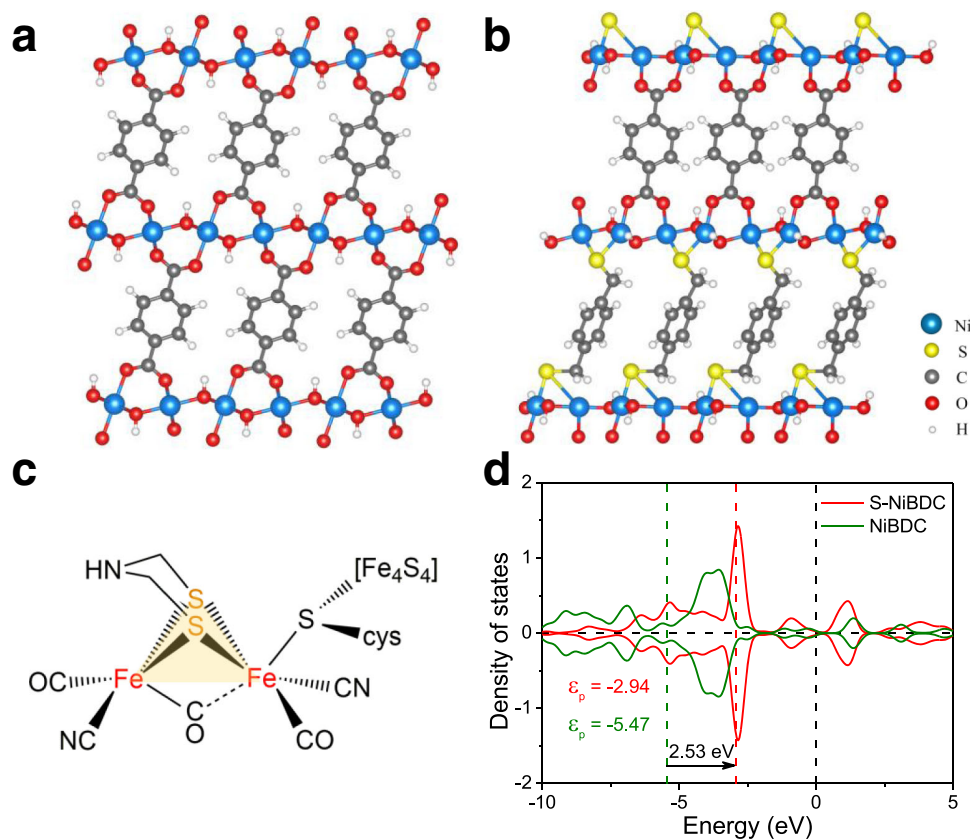 a
b
Ni
S
C
O
H
c
HN
S
S
[Fe4S4]
S
cys
OC
Fe
Fe
CN
NC
C
O
CO
d
2
1
0
-1
-2
Density of states
S-NiBDC
NiBDC
εp = -2.94
εp = -5.47
2.53 eV
-10
-5
0
5
Energy (eV)